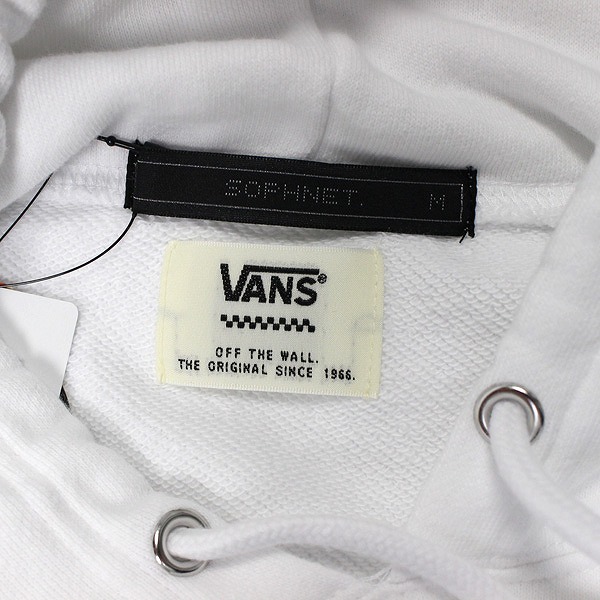 SOPHNET. M
VANS®
OFF THE WALL.
THE ORIGINAL SINCE 1966.